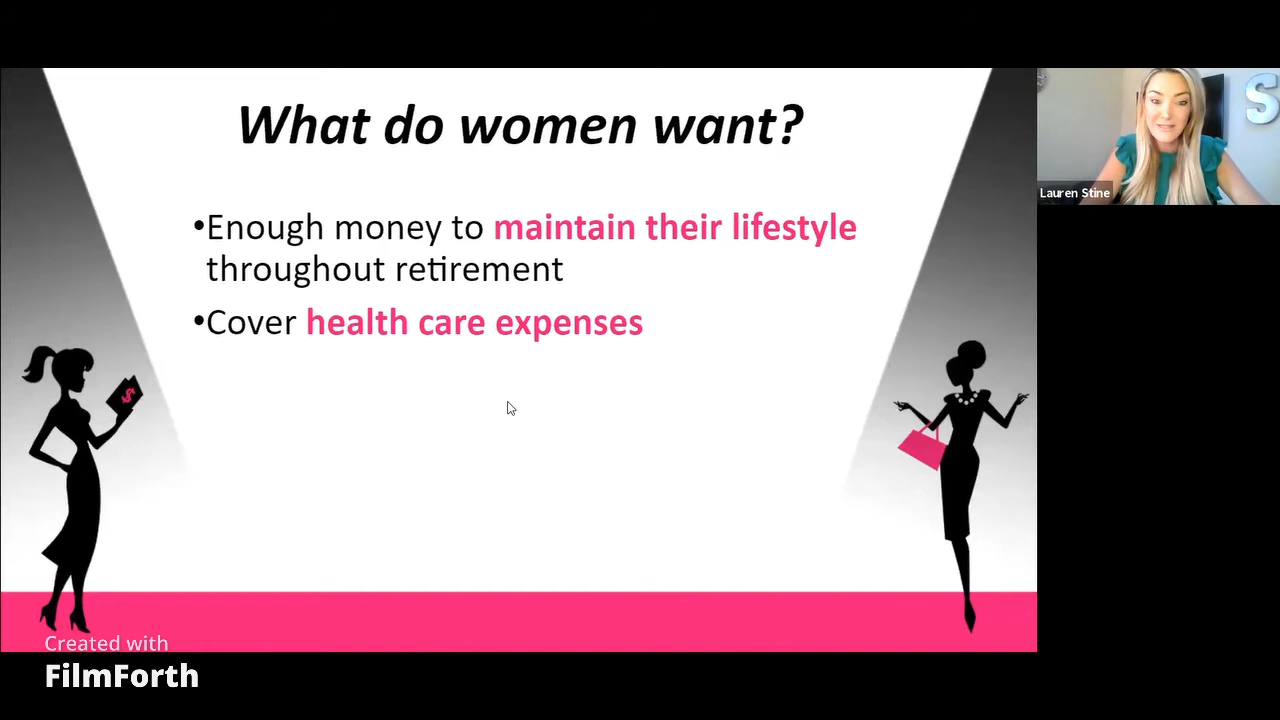 What do women want?
•Enough money to maintain their lifestyle
throughout retirement
•Cover health care expenses
$
S
Lauren Stine
Created with
FilmForth